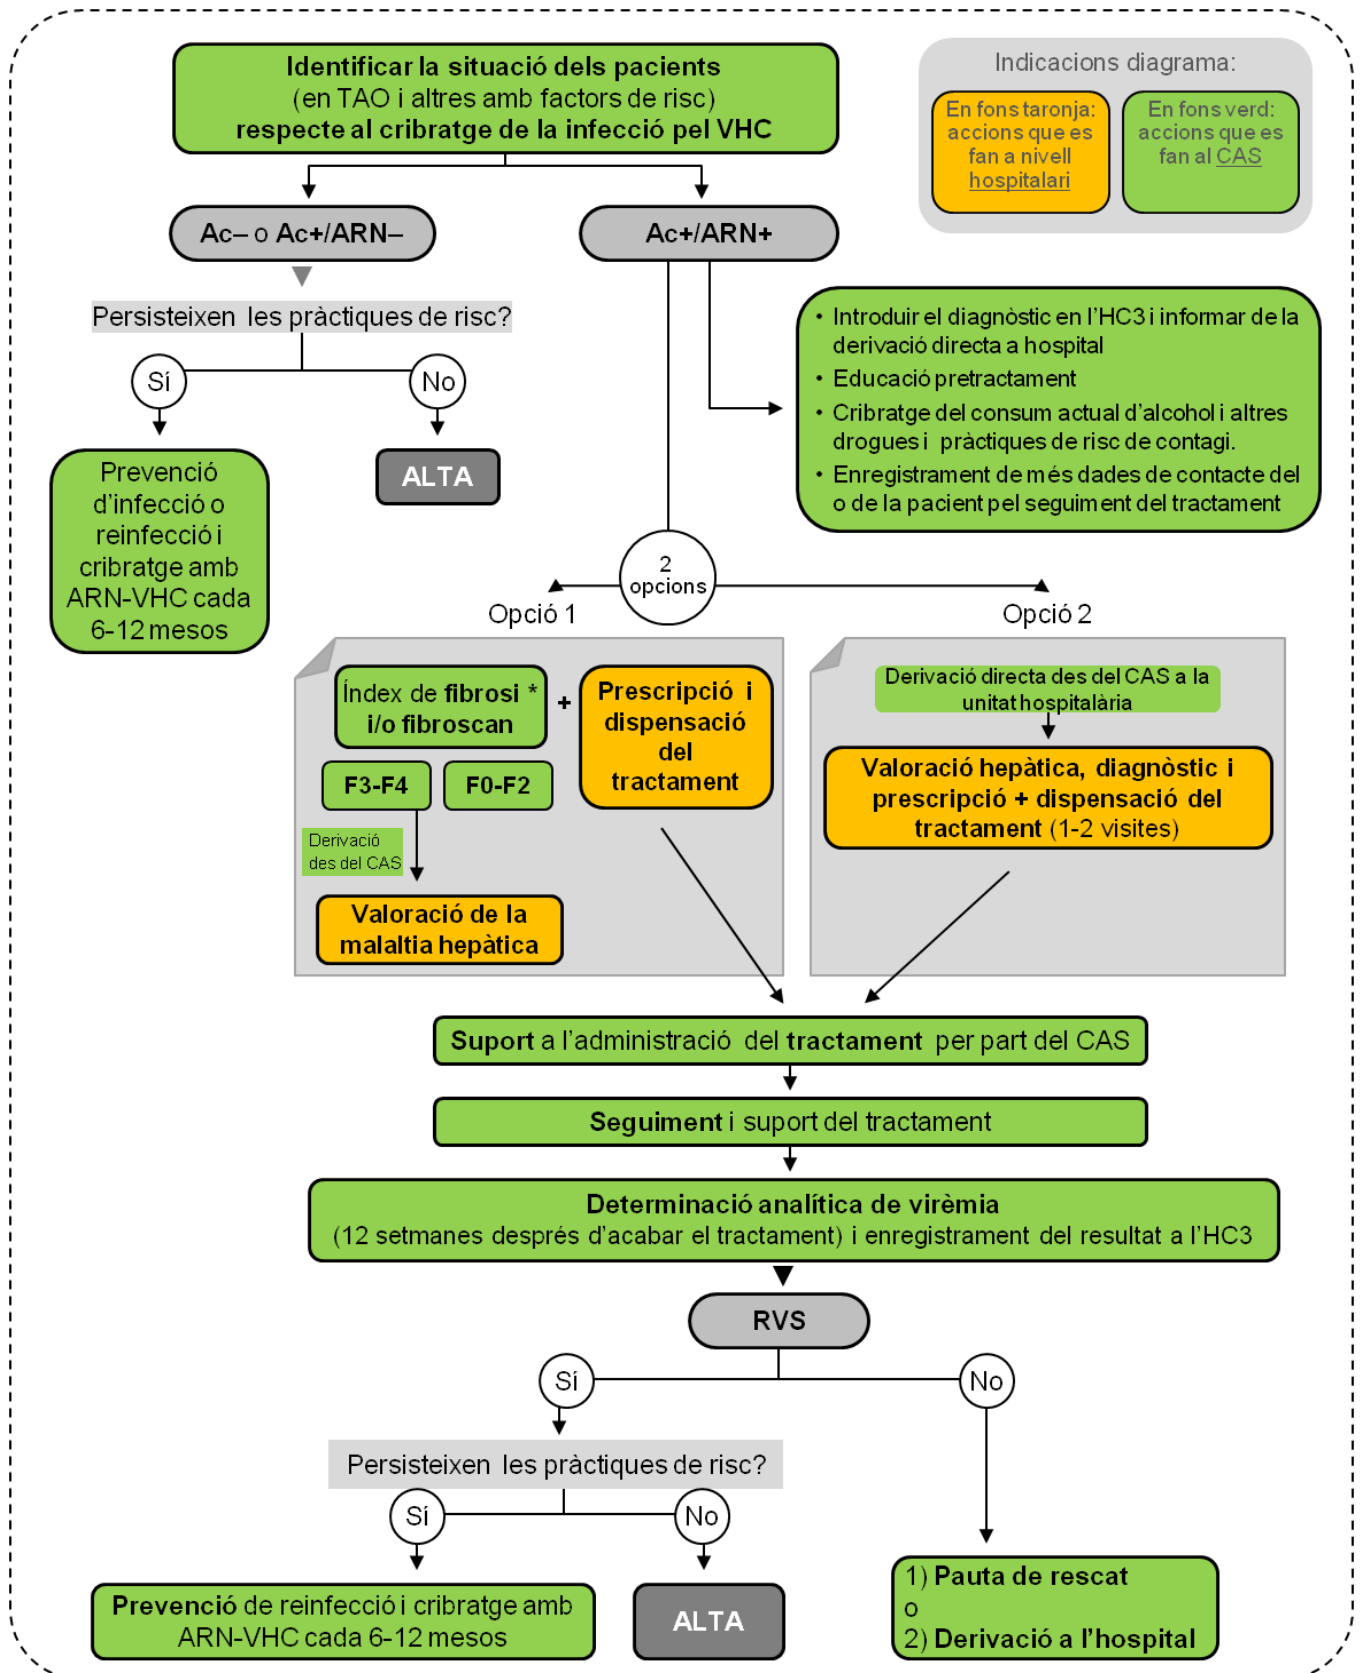 Identificar la situació dels pacients
(en TAO i altres amb factors de risc)
respecte al cribratge de la infecció pel VHC
Indicacions diagrama:
En fons taronja:
accions que es
fan a nivell
hospitalari
En fons verd:
accions que es
fan al CAS
Ac– o Ac+/ARN–
Ac+/ARN+
Persisteixen les pràctiques de risc?
Sí
No
Prevenció
d'infecció o
reinfecció i
cribratge amb
ARN-VHC cada
6-12 mesos
ALTA
• Introduir el diagnòstic en l'HC3 i informar de la
derivació directa a hospital
• Educació pretractament
• Cribratge del consum actual d'alcohol i altres
drogues i pràctiques de risc de contagi.
• Enregistrament de més dades de contacte del
o de la pacient pel seguiment del tractament
2
opcions
Opció 1
Opció 2
Índex de fibrosi *
i/o fibroscan
+
Prescripció i
dispensació
del
tractament
F3-F4
F0-F2
Derivació
des del CAS
Valoració de la
malaltia hepàtica
Derivació directa des del CAS a la
unitat hospitalària
Valoració hepàtica, diagnòstic i
prescripció + dispensació del
tractament (1-2 visites)
Suport a l'administració del tractament per part del CAS
Seguiment i suport del tractament
Determinació analítica de virèmia
(12 setmanes després d'acabar el tractament) i enregistrament del resultat a l'HC3
RVS
Sí
No
Persisteixen les pràctiques de risc?
Sí
No
Prevenció de reinfecció i cribratge amb
ARN-VHC cada 6-12 mesos
ALTA
1) Pauta de rescat
o
2) Derivació a l'hospital